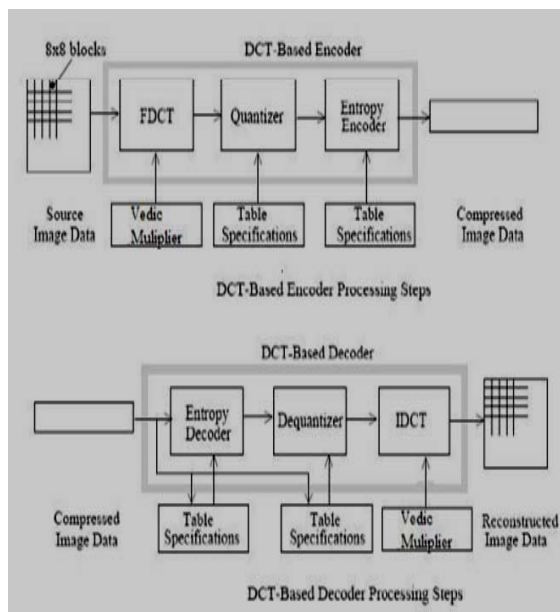 8x8 blocks
DCT-Based Encoder
FDCT
Quantizer
Entropy
Encoder
Source
Image Data
Vedic
Muliplier
Table
Specifications
Table
Specifications
Compressed
Image Data
DCT-Based Encoder Processing Steps
DCT-Based Decoder
Entropy
Decoder
Dequantizer
IDCT
Compressed
Image Data
Table
Specifications
Table
Specifications
Vedic
Muliplier
Reconstructed
Image Data
DCT-Based Decoder Processing Steps